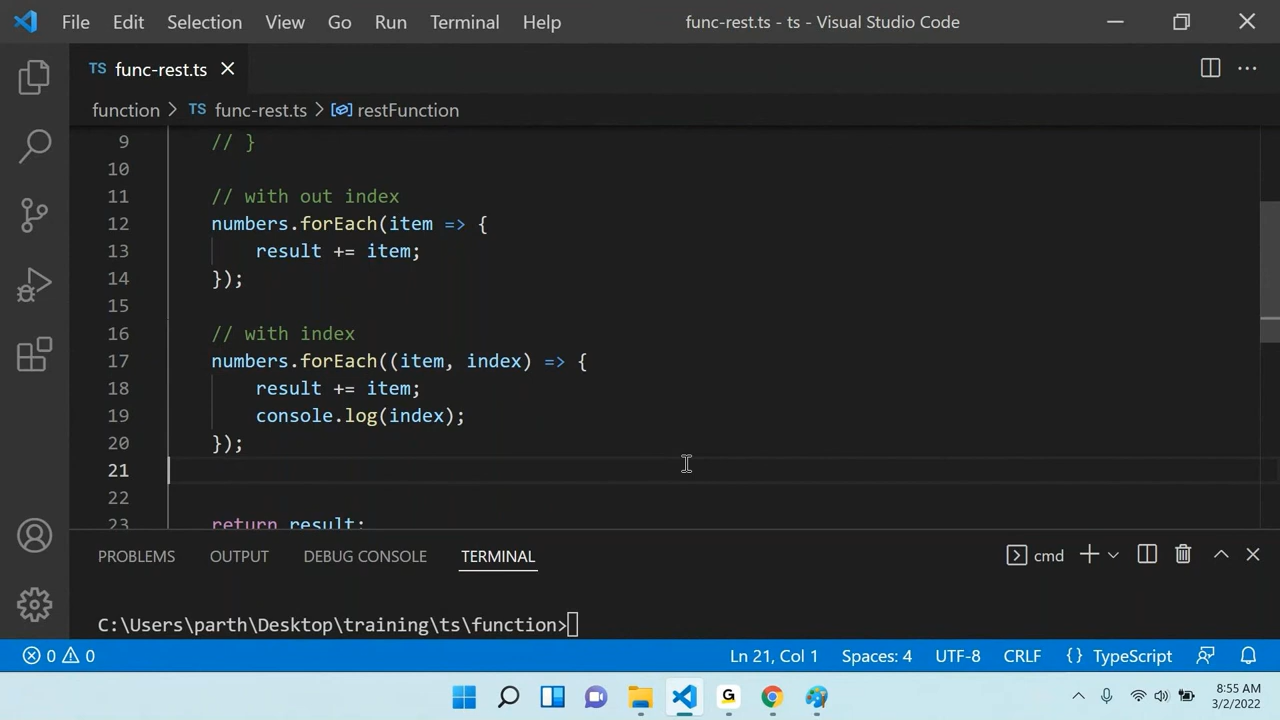 File Edit Selection View Go Run Terminal Help func-rest.ts - ts - Visual Studio Code
TS func-rest.ts
function > TS func-rest.ts > restFunction
9 // }
10
11 // with out index
12 numbers.forEach(item => {
13 result += item;
14 });
15
16 // with index
17 numbers.forEach((item, index) => {
18 result += item;
19 console.log(index);
20 });
21
22
23 return result;
PROBLEMS OUTPUT DEBUG CONSOLE TERMINAL cmd
C:\Users\parth\Desktop\training\ts\function>
0 0 Ln 21, Col 1 Spaces: 4 UTF-8 CRLF {} TypeScript
G 8:55 AM
3/2/2022